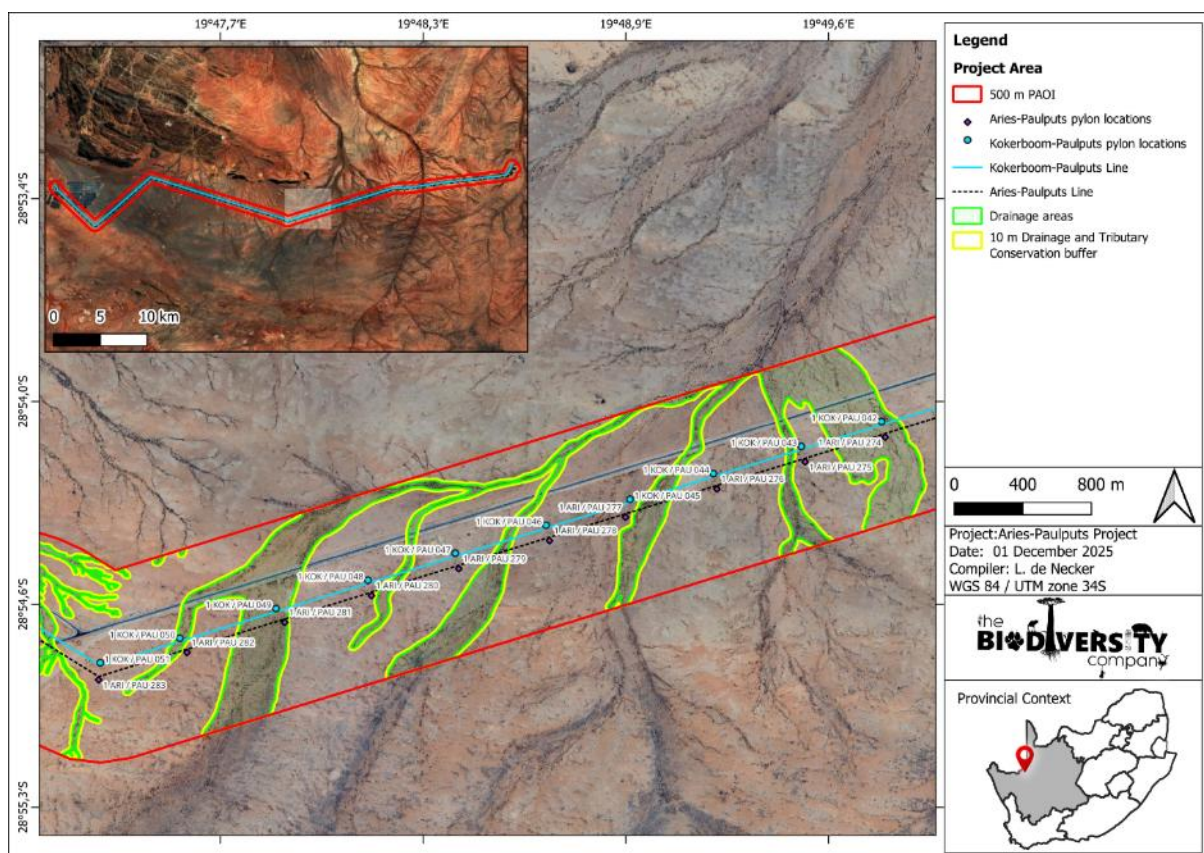 19°47,7'E
19°48,3'E
19°48,9'E
19°49,6'E
28°53,4'S
28°54,0'S
28°54,6'S
28°55,3'S
0 5 10 km
1 KOK / PAU 042
1 KOK / PAU 043
1 ARI / PAU 274
1 KOK / PAU 044
1 ARI / PAU 275
1 ARI / PAU 276
1 KOK / PAU 045
1 ARI / PAU 277
1 KOK / PAU 046
1 ARI / PAU 278
1 KOK / PAU 047
1 ARI / PAU 279
1 KOK / PAU 048
1 ARI / PAU 280
1 KOK / PAU 049
1 ARI / PAU 281
1 KOK / PAU 050
1 ARI / PAU 282
1 KOK / PAU 051
1 ARI / PAU 283
Legend
Project Area
500 m PAOI
Aries-Paulputs pylon locations
Kokerboom-Paulputs pylon locations
Kokerboom-Paulputs Line
Aries-Paulputs Line
Drainage areas
10 m Drainage and Tributary
Conservation buffer
0 400 800 m
Project:Aries-Paulputs Project
Date: 01 December 2025
Compiler: L. de Necker
WGS 84 / UTM zone 34S
the
BIODIVERSITY
company
Provincial Context